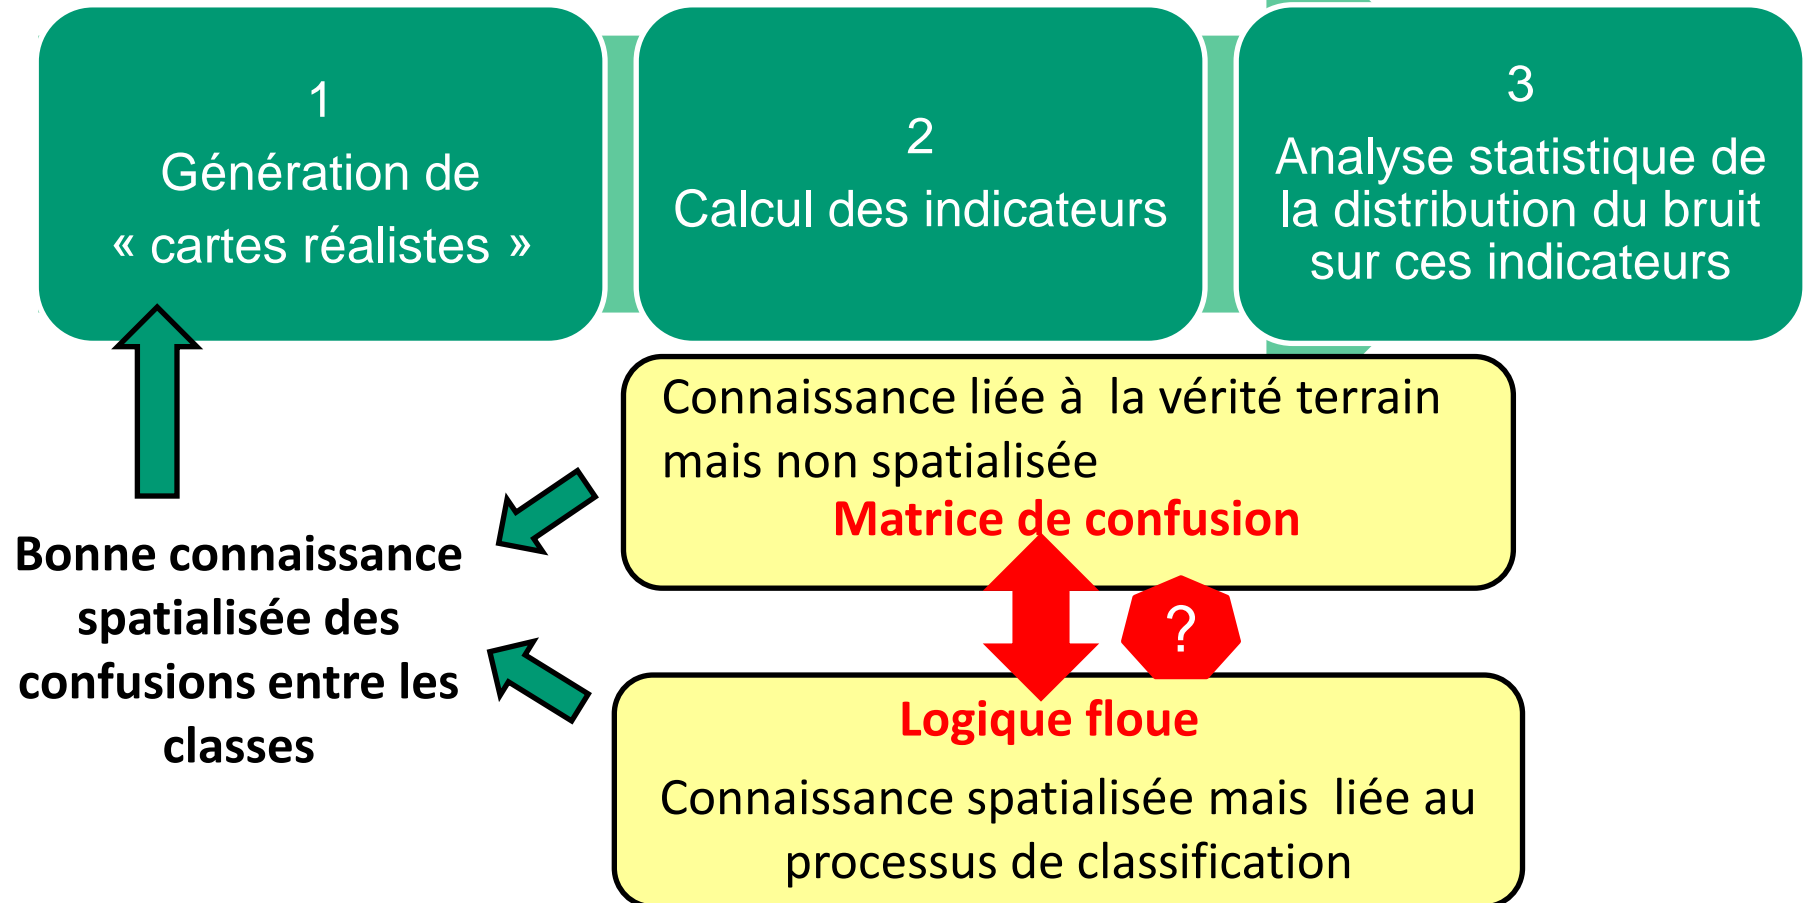 1
Génération de
« cartes réalistes »
2
Calcul des indicateurs
3
Analyse statistique de
la distribution du bruit
sur ces indicateurs
Connaissance liée à la vérité terrain
mais non spatialisée
Matrice de confusion
Bonne connaissance
spatialisée des
confusions entre les
classes
?
Logique floue
Connaissance spatialisée mais liée au
processus de classification